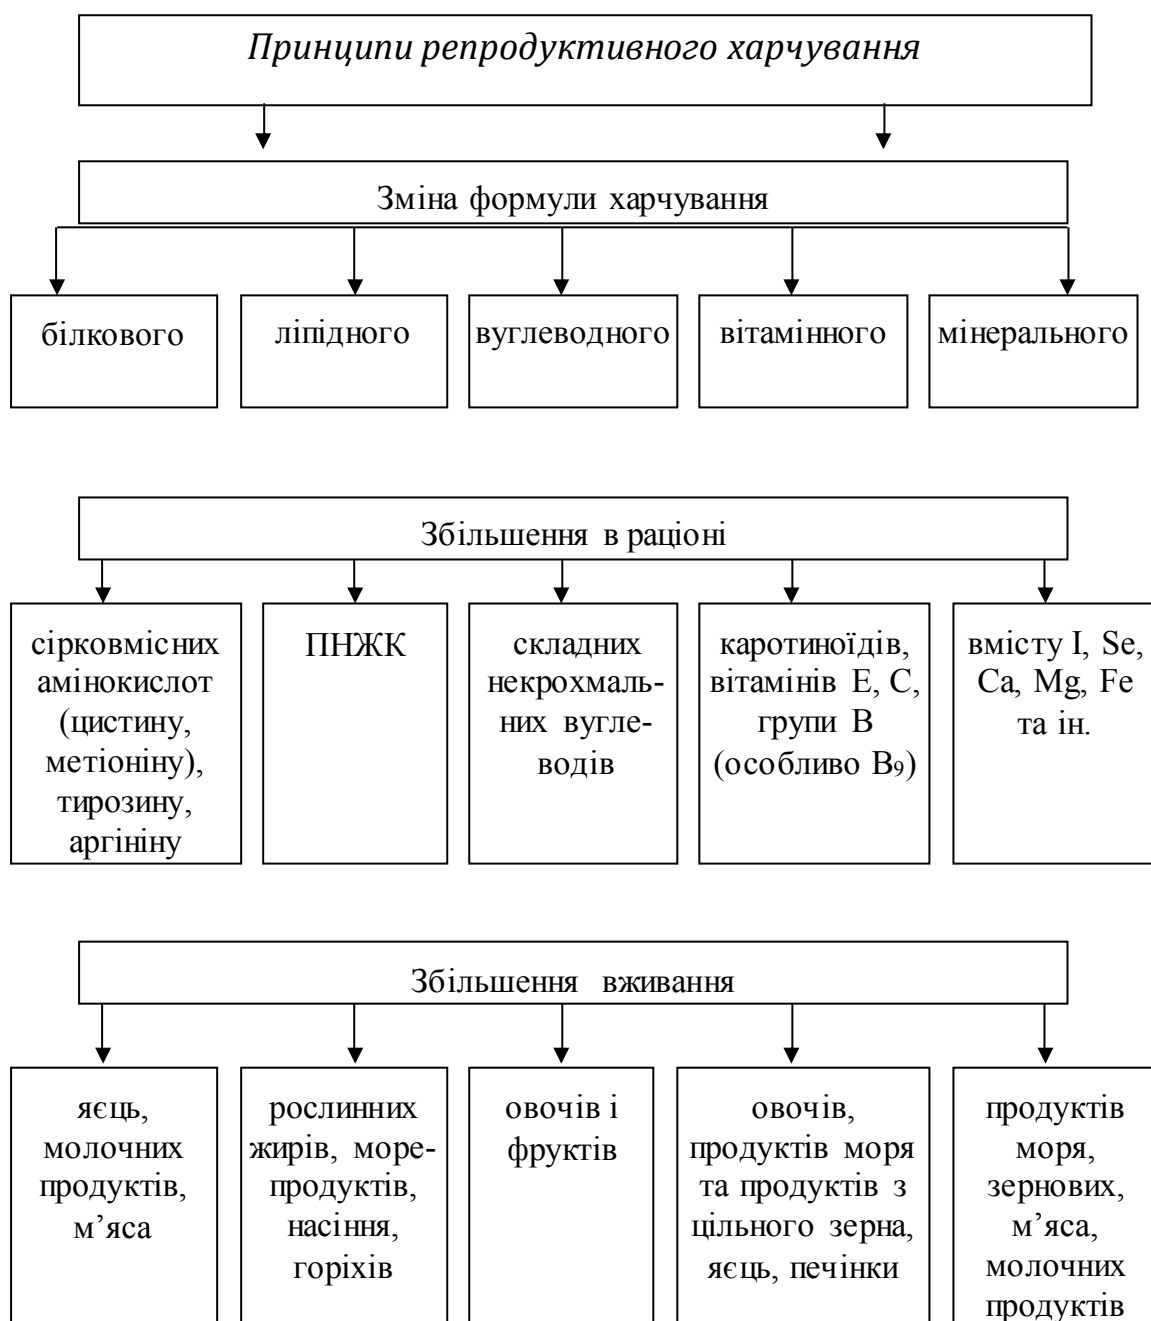 Принципи репродуктивного харчування
Зміна формули харчування
білкового
ліпідного
вуглеводного
вітамінного
мінерального
Збільшення в раціоні
сірковмісних
амінокислот
(цистину,
метіоніну),
тирозину,
аргініну
ПНЖК
складних
некрохмаль-
них вугле-
водів
каротиноїдів,
вітамінів Е, С,
групи В
(особливо В₉)
вмісту I, Se,
Ca, Mg, Fe
та ін.
Збільшення вживання
яєць,
молочних
продуктів,
м’яса
рослинних
жирів, море-
продуктів,
насіння,
горіхів
овочів і
фруктів
овочів,
продуктів моря
та продуктів з
цільного зерна,
яєць, печінки
продуктів
моря,
зернових,
м’яса,
молочних
продуктів